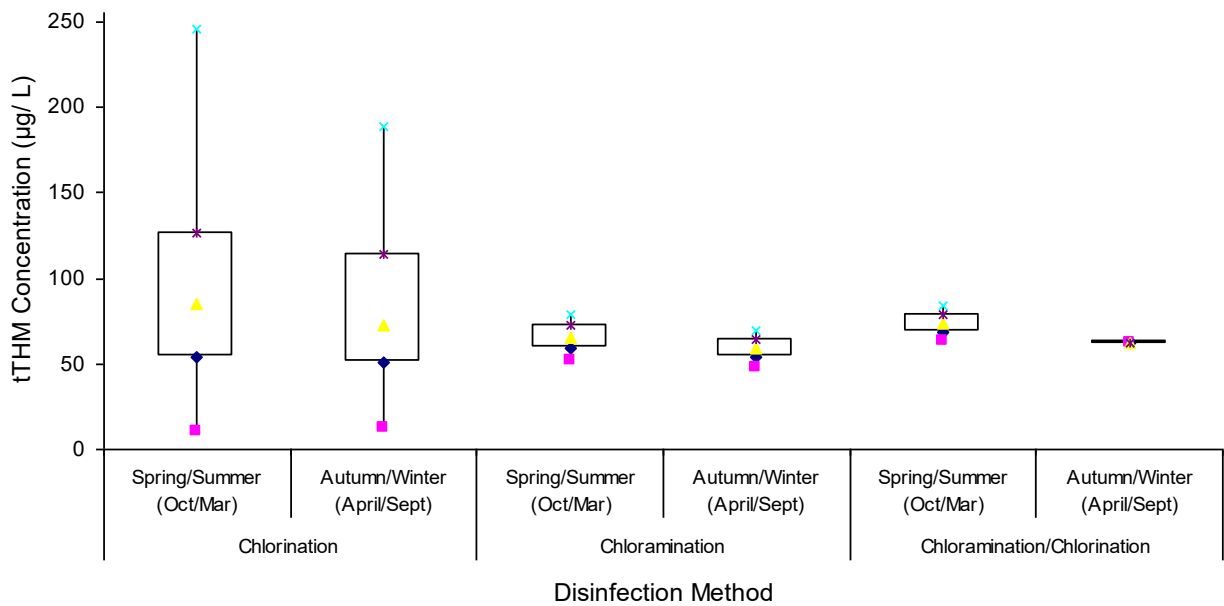 250
200
150
100
50
0
tTHM Concentration (µg/ L)
Spring/Summer
(Oct/Mar)
Autumn/Winter
(April/Sept)
Spring/Summer
(Oct/Mar)
Autumn/Winter
(April/Sept)
Spring/Summer
(Oct/Mar)
Autumn/Winter
(April/Sept)
Chlorination
Chloramination
Chloramination/Chlorination
Disinfection Method